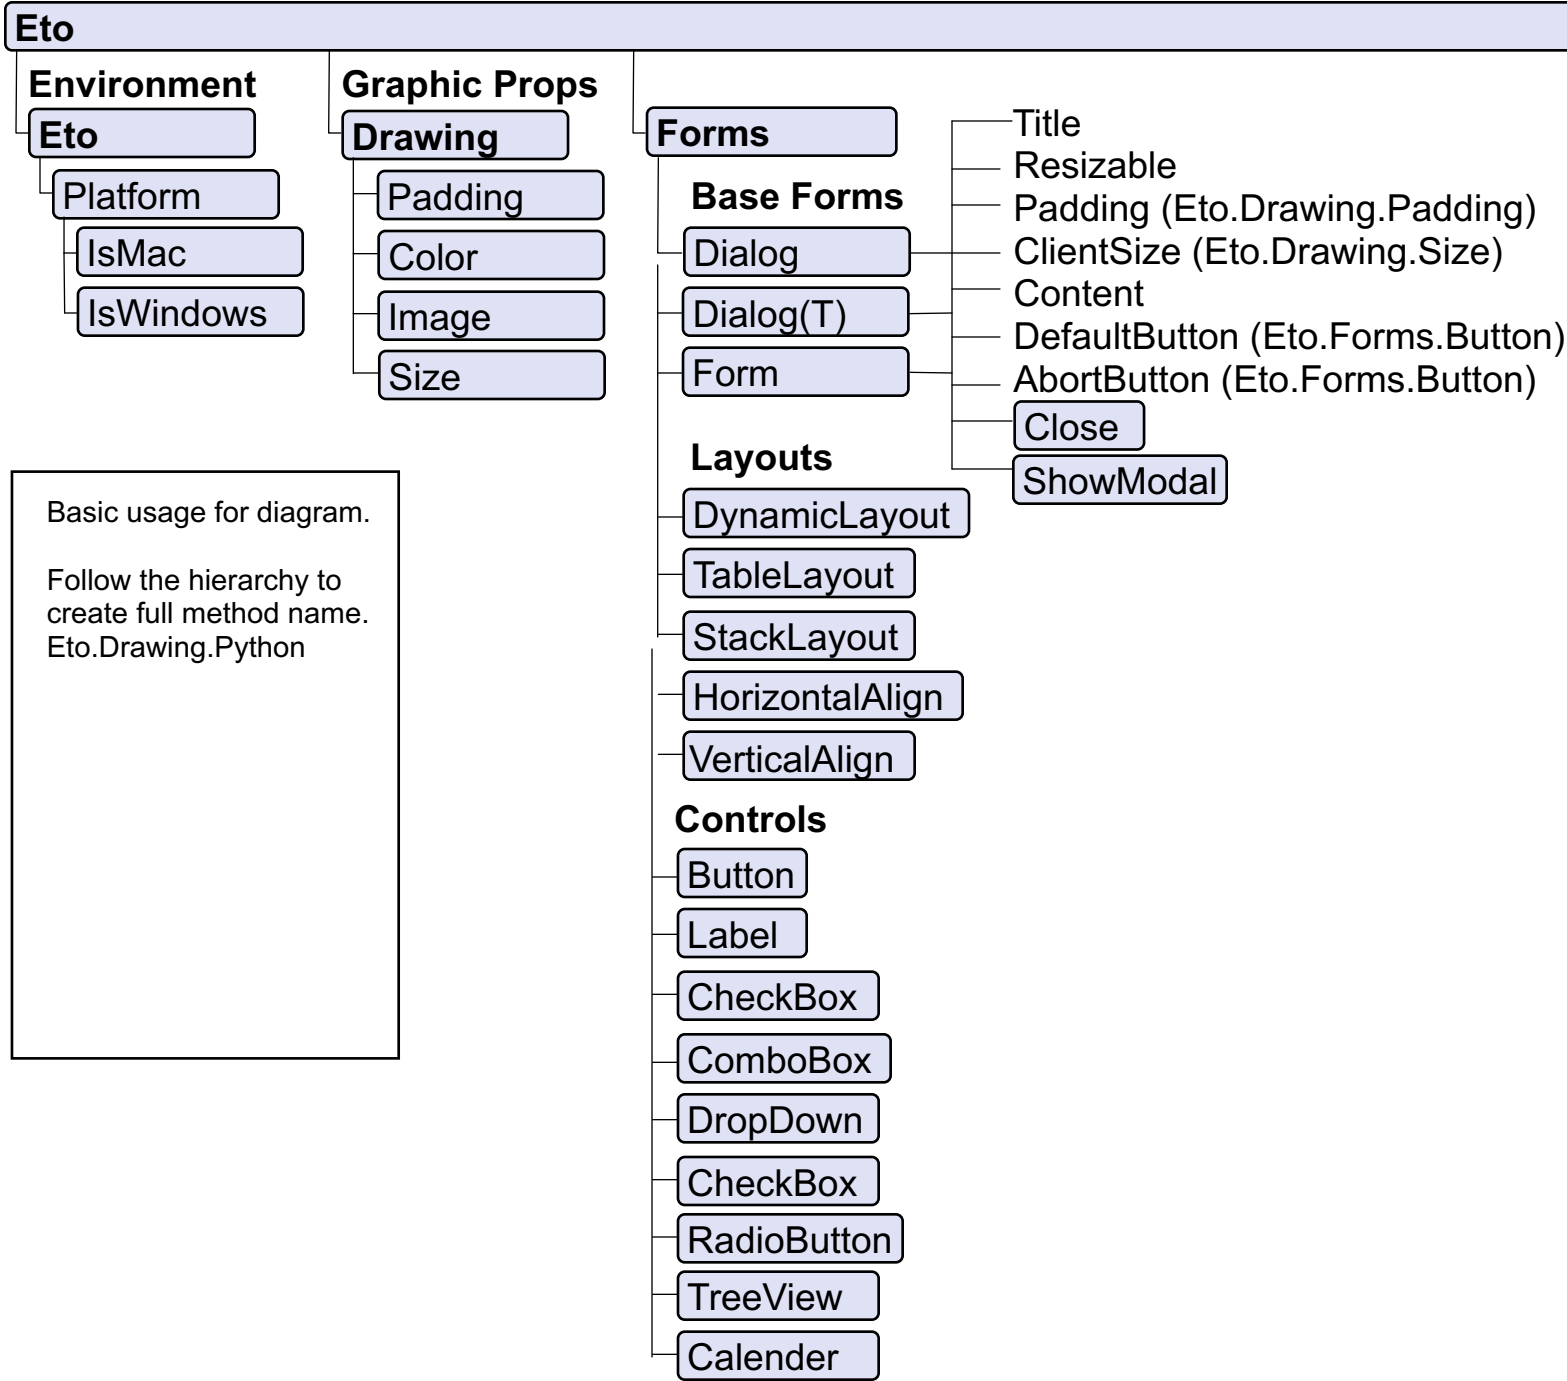 Eto
Environment
Eto
Platform
IsMac
IsWindows
Graphic Props
Drawing
Padding
Color
Image
Size
Forms
Base Forms
Dialog
Dialog(T)
Form
Title
Resizable
Padding (Eto.Drawing.Padding)
ClientSize (Eto.Drawing.Size)
Content
DefaultButton (Eto.Forms.Button)
AbortButton (Eto.Forms.Button)
Close
ShowModal
Layouts
DynamicLayout
TableLayout
StackLayout
HorizontalAlign
VerticalAlign
Controls
Button
Label
CheckBox
ComboBox
DropDown
CheckBox
RadioButton
TreeView
Calender
Basic usage for diagram.
Follow the hierarchy to
create full method name.
Eto.Drawing.Python